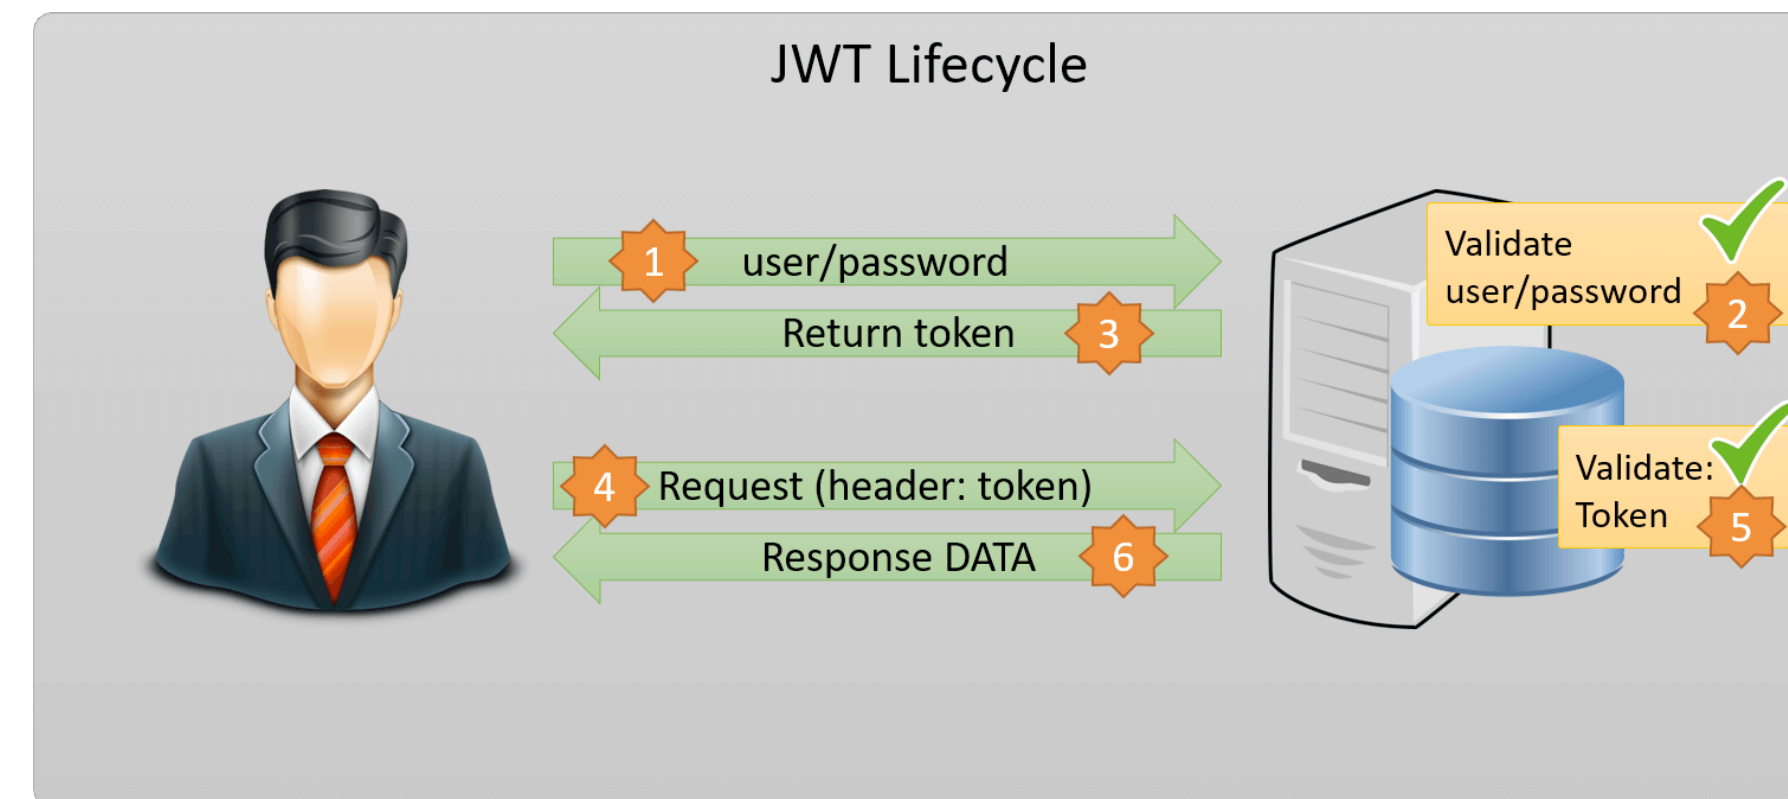 JWT Lifecycle
1 user/password
Validate
user/password
2
Return token 3
4 Request (header: token)
Validate:
Token
5
Response DATA 6